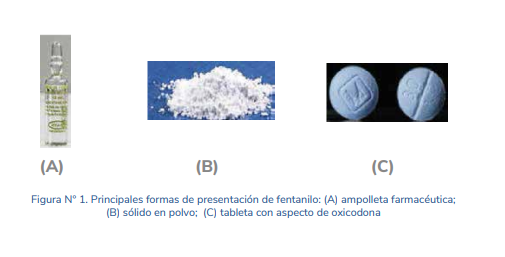 (A)
(B)
(C)
Figura N° 1. Principales formas de presentación de fentanilo: (A) ampolleta farmacéutica;
(B) sólido en polvo; (C) tableta con aspecto de oxicodona